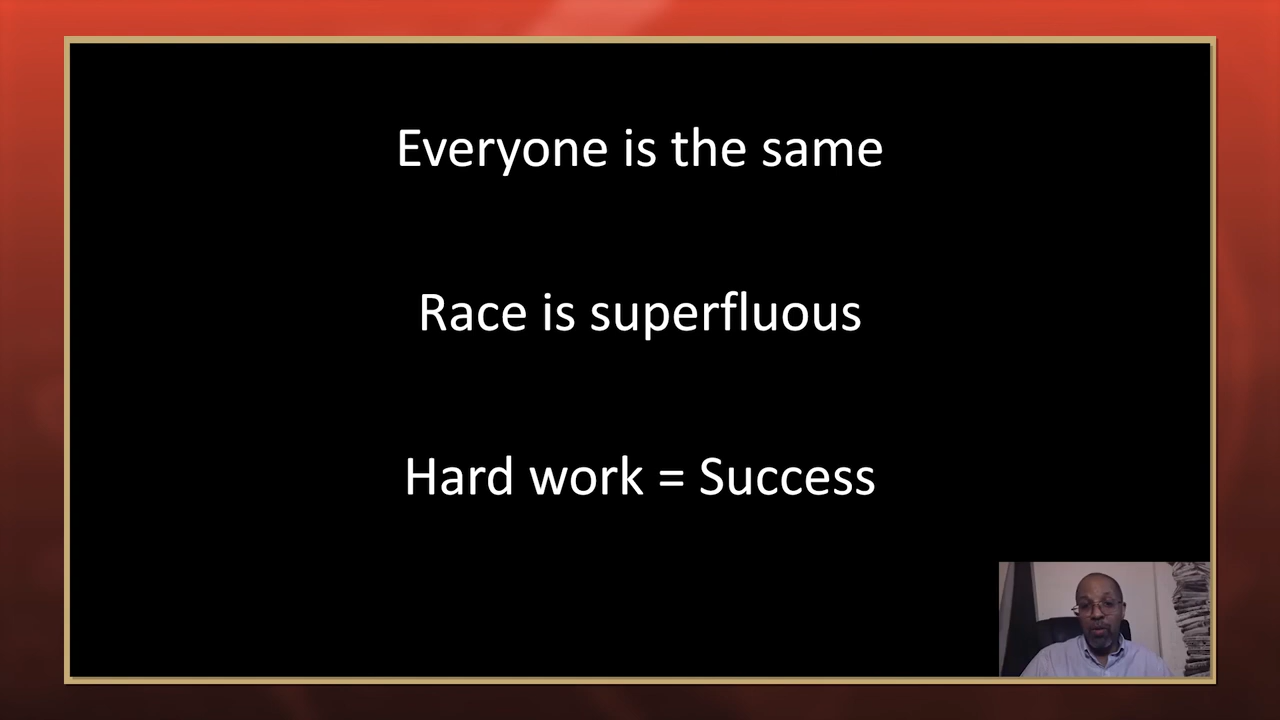 Everyone is the same
Race is superfluous
Hard work = Success